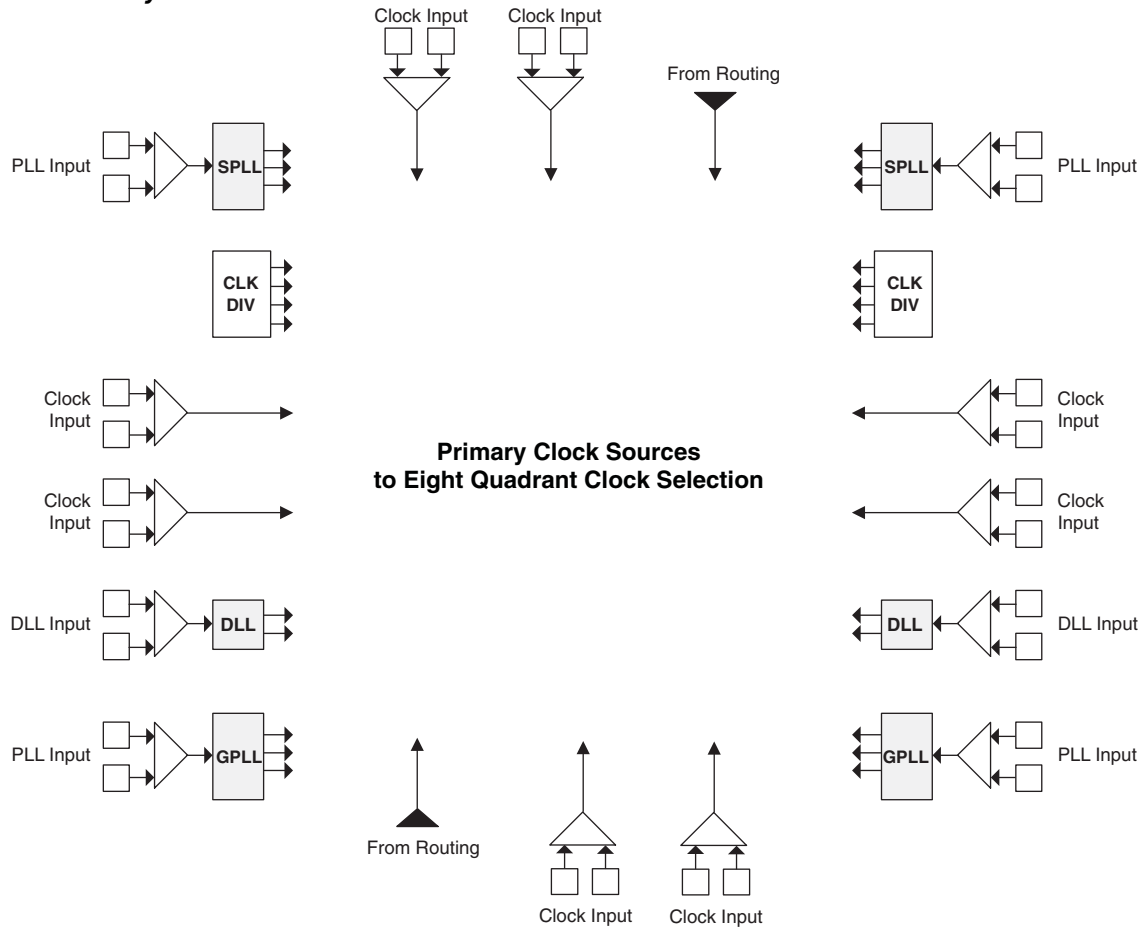 Clock Input
Clock Input
From Routing
PLL Input
SPLL
SPLL
PLL Input
CLK
DIV
CLK
DIV
Clock
Input
Clock
Input
Primary Clock Sources
to Eight Quadrant Clock Selection
Clock
Input
Clock
Input
DLL Input
DLL
DLL
DLL Input
PLL Input
GPLL
GPLL
PLL Input
From Routing
Clock Input
Clock Input